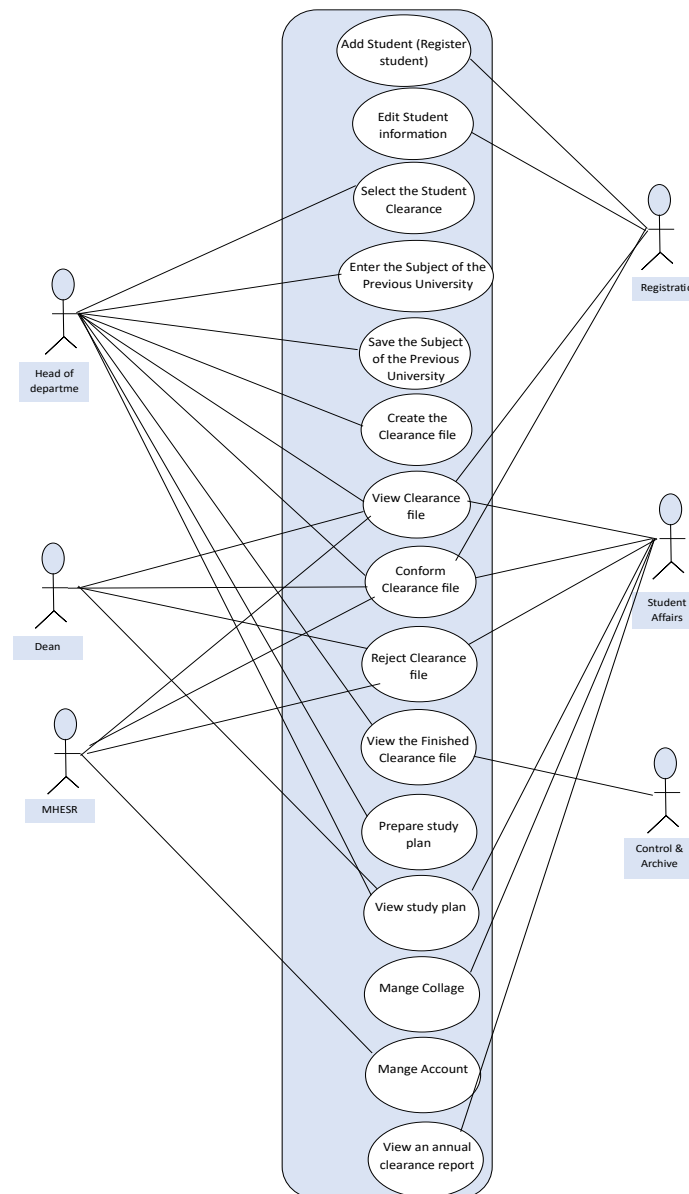 Add Student (Register
student)
Edit Student
information
Select the Student
Clearance
Enter the Subject of the
Previous University
Save the Subject
of the Previous
University
Create the
Clearance file
View Clearance
file
Conform
Clearance file
Reject Clearance
file
View the Finished
Clearance file
Prepare study
plan
View study plan
Mange Collage
Mange Account
View an annual
clearance report
Head of
departme
Dean
MHESR
Registratio
Student
Affairs
Control &
Archive